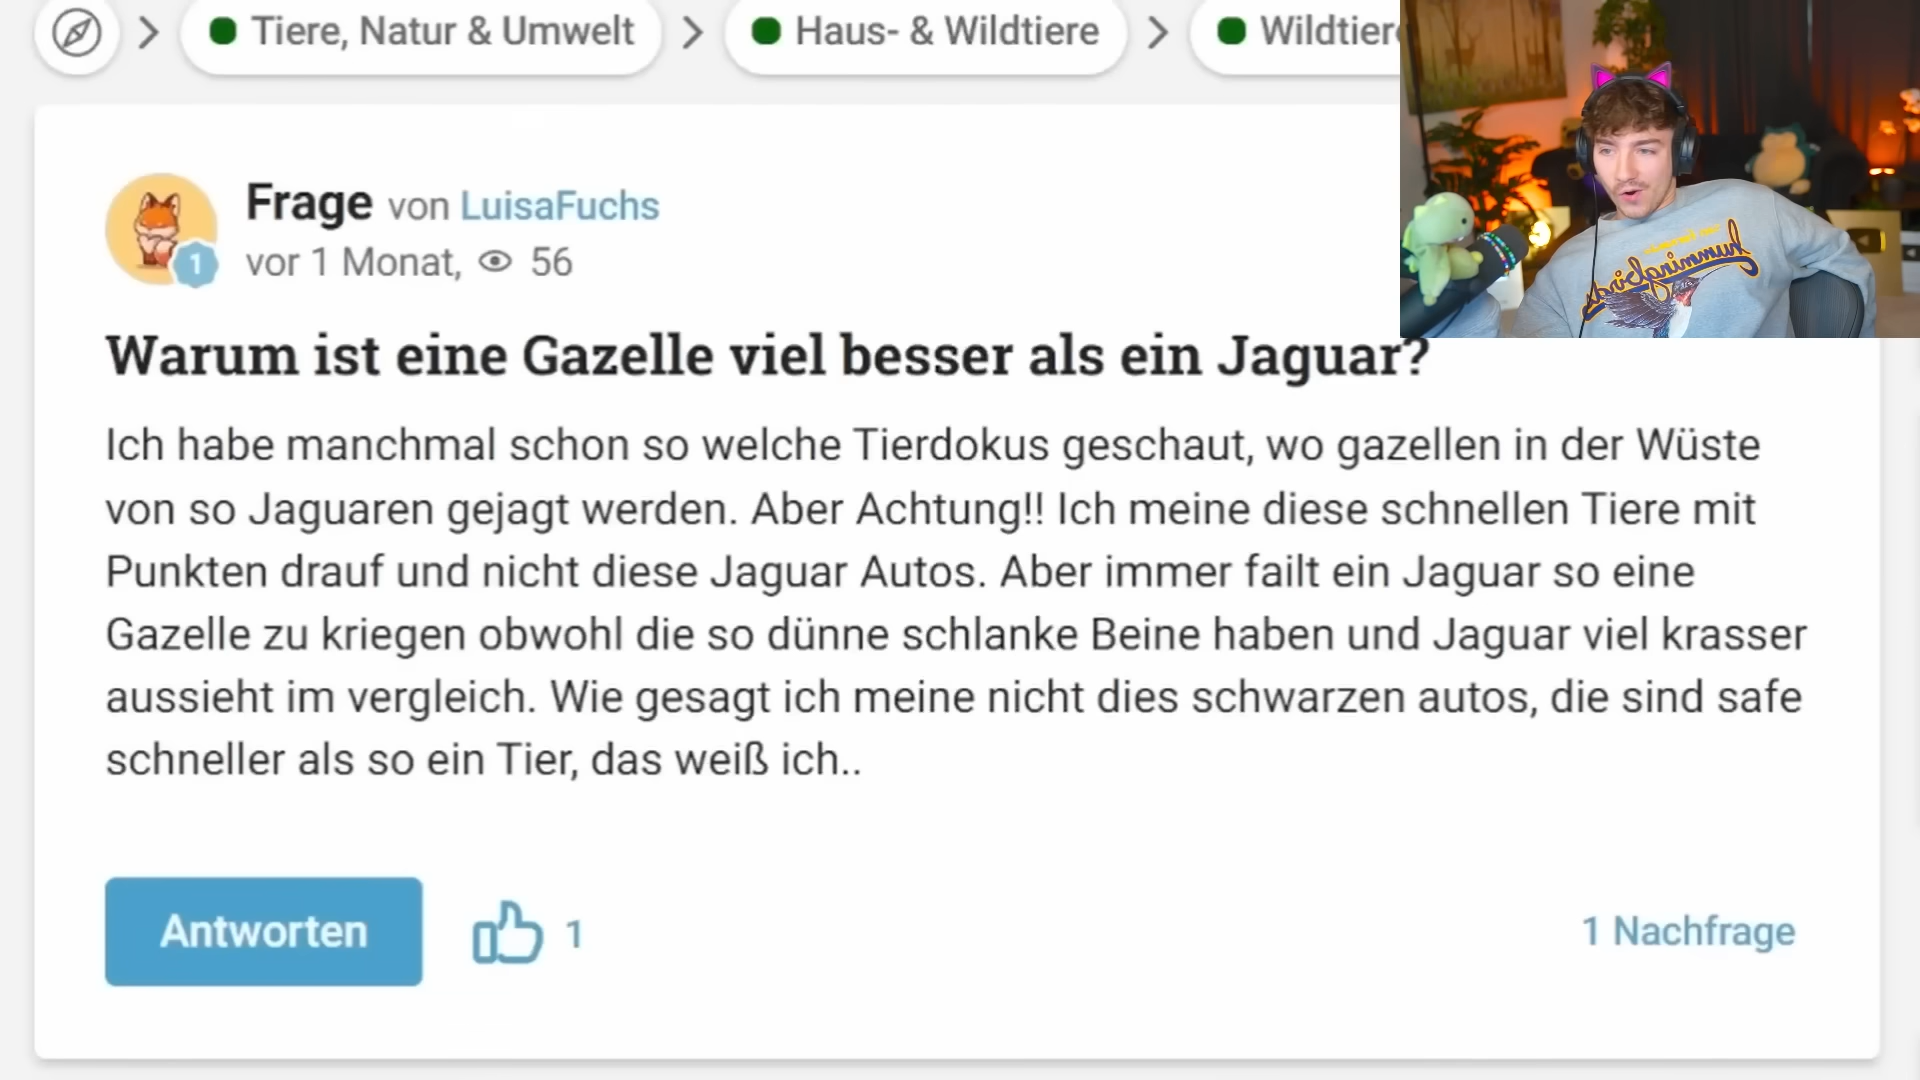 Tiere, Natur & Umwelt
Haus- & Wildtiere
Frage von LuisaFuchs
1
vor 1 Monat, 56
Warum ist eine Gazelle viel besser als ein Jaguar?
Ich habe manchmal schon so welche Tierdokus geschaut, wo gazellen in der Wüste
von so Jaguaren gejagt werden. Aber Achtung!! Ich meine diese schnellen Tiere mit
Punkten drauf und nicht diese Jaguar Autos. Aber immer failt ein Jaguar so eine
Gazelle zu kriegen obwohl die so dünne schlanke Beine haben und Jaguar viel krasser
aussieht im vergleich. Wie gesagt ich meine nicht dies schwarzen autos, die sind safe
schneller als so ein Tier, das weiß ich..
Antworten
1
1 Nachfrage
hummingbirds